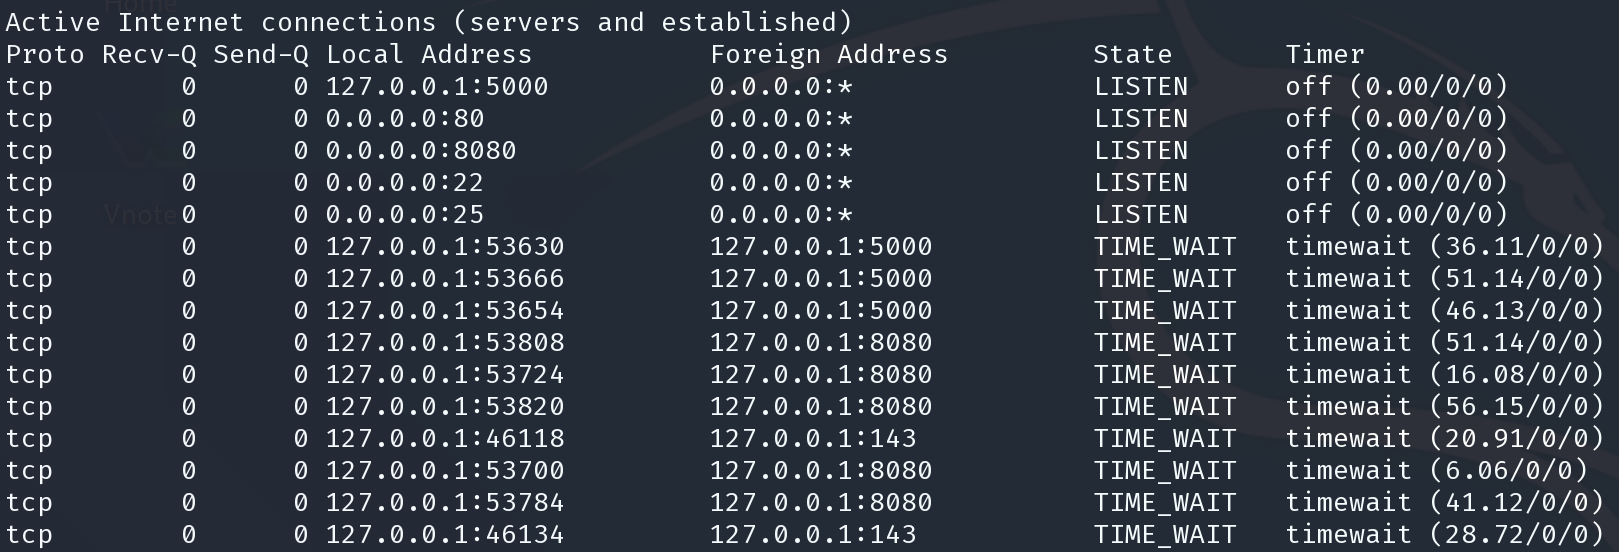 Home
Active Internet connections (servers and established)
Proto Recv-Q Send-Q Local Address Foreign Address State Timer
tcp 0 0 127.0.0.1:5000 0.0.0.0:* LISTEN off (0.00/0/0)
tcp 0 0 0.0.0.0:80 0.0.0.0:* LISTEN off (0.00/0/0)
tcp 0 0 0.0.0.0:8080 0.0.0.0:* LISTEN off (0.00/0/0)
tcp 0 0 0.0.0.0:22 0.0.0.0:* LISTEN off (0.00/0/0)
tcp 0 0 0.0.0.0:25 0.0.0.0:* LISTEN off (0.00/0/0)
Vnote
tcp 0 0 127.0.0.1:53630 127.0.0.1:5000 TIME_WAIT timewait (36.11/0/0)
tcp 0 0 127.0.0.1:53666 127.0.0.1:5000 TIME_WAIT timewait (51.14/0/0)
tcp 0 0 127.0.0.1:53654 127.0.0.1:5000 TIME_WAIT timewait (46.13/0/0)
tcp 0 0 127.0.0.1:53808 127.0.0.1:8080 TIME_WAIT timewait (51.14/0/0)
tcp 0 0 127.0.0.1:53724 127.0.0.1:8080 TIME_WAIT timewait (16.08/0/0)
tcp 0 0 127.0.0.1:53820 127.0.0.1:8080 TIME_WAIT timewait (56.15/0/0)
tcp 0 0 127.0.0.1:46118 127.0.0.1:143 TIME_WAIT timewait (20.91/0/0)
tcp 0 0 127.0.0.1:53700 127.0.0.1:8080 TIME_WAIT timewait (6.06/0/0)
tcp 0 0 127.0.0.1:53784 127.0.0.1:8080 TIME_WAIT timewait (41.12/0/0)
tcp 0 0 127.0.0.1:46134 127.0.0.1:143 TIME_WAIT timewait (28.72/0/0)